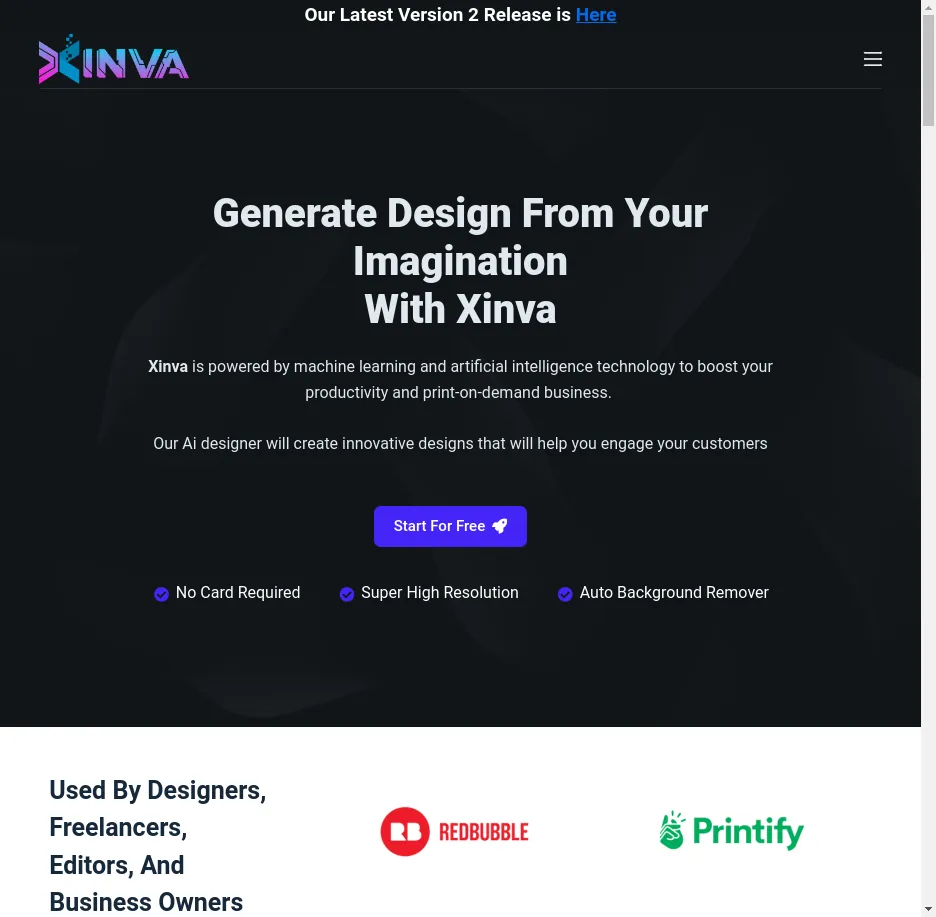 Our Latest Version 2 Release is Here
XINVA
Generate Design From Your
Imagination
With Xinva
Xinva is powered by machine learning and artificial intelligence technology to boost your
productivity and print-on-demand business.
Our Ai designer will create innovative designs that will help you engage your customers
Start For Free
No Card Required
Super High Resolution
Auto Background Remover
Used By Designers,
Freelancers,
Editors, And
Business Owners
RB REDBUBBLE
Printify